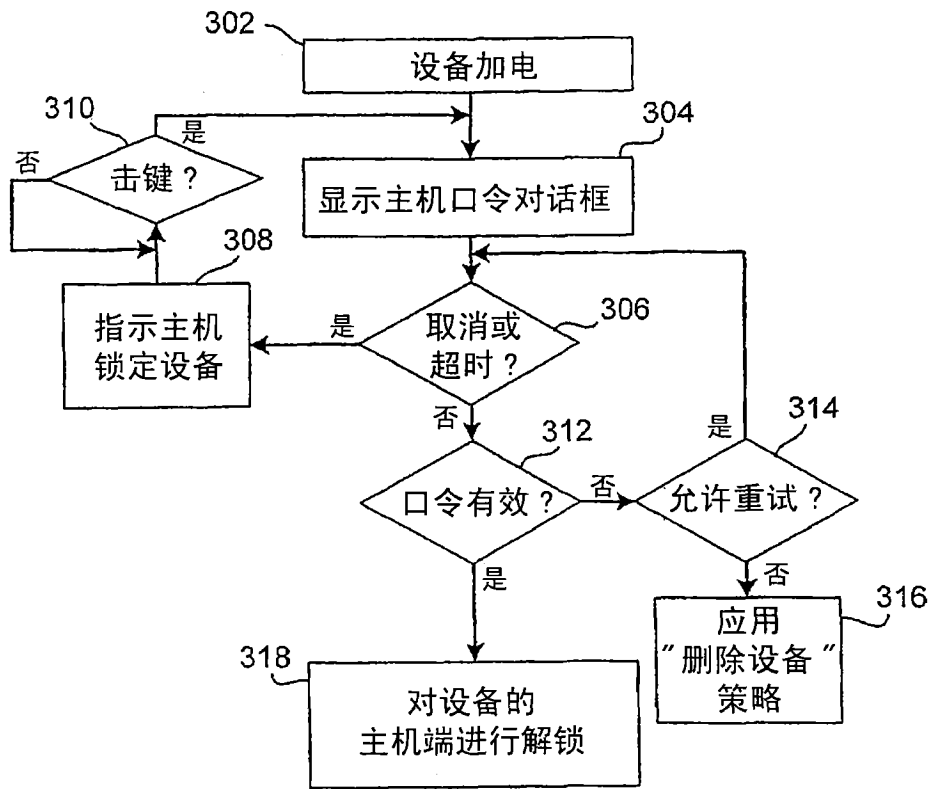 302
设备加电
310
是
304
否
击键？
显示主机口令对话框
308
指示主机
锁定设备
是
取消或
超时？
306
否
312
是
314
口令有效？
否
允许重试？
是
否
316
应用
"删除设备"
策略
318
对设备的
主机端进行解锁